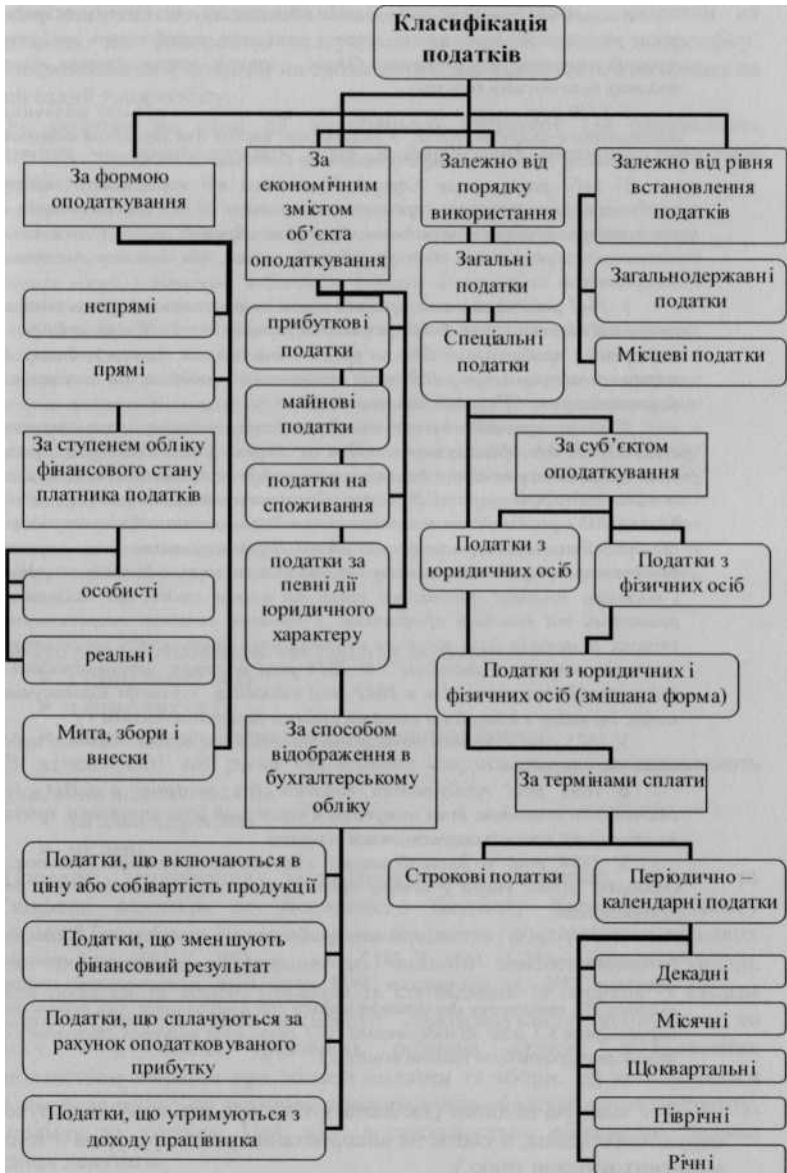 Класифікація
податків
За формою
оподаткування
непрямі
прямі
За ступенем обліку
фінансового стану
платника податків
особисті
реальні
Мита, збори і
внески
За
економічним
змістом
об’єкта
оподаткування
прибуткові
податки
майнові
податки
податки на
споживання
податки за
певні дії
юридичного
характеру
За способом
відображення в
бухгалтерському
обліку
Податки, що включаються в
ціну або собівартість продукції
Податки, що зменшують
фінансовий результат
Податки, що сплачуються за
рахунок оподатковуваного
прибутку
Податки, що утримуються з
доходу працівника
Залежно від
порядку
використання
Загальні
податки
Спеціальні
податки
За суб’єктом
оподаткування
Податки з
юридичних осіб
Податки з
фізичних осіб
Податки з юридичних і
фізичних осіб (змішана форма)
За термінами сплати
Строкові податки
Періодично –
календарні податки
Декадні
Місячні
Щоквартальні
Піврічні
Річні
Залежно від рівня
встановлення
податків
Загальнодержавні
податки
Місцеві податки